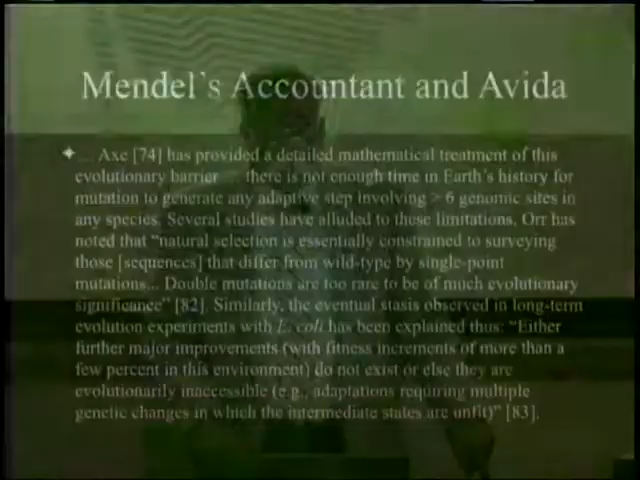 Mendel's Accountant and Avida
... Axe [74] has provided a detailed mathematical treatment of this
evolutionary barrier ... there is not enough time in Earth's history for
mutation to generate any adaptive step involving > 6 genomic sites in
any species. Several studies have alluded to these limitations. Orr has
noted that "natural selection is essentially constrained to surveying
those [sequences] that differ from wild-type by single-point
mutations... Double mutations are too rare to be of much evolutionary
significance" [82]. Similarly, the eventual stasis observed in long-term
evolution experiments with E. coli has been explained thus: "Either
further major improvements (with fitness increments of more than a
few percent in this environment) do not exist or else they are
evolutionarily inaccessible (e.g., adaptations requiring multiple
genetic changes in which the intermediate states are unfit)" [83].